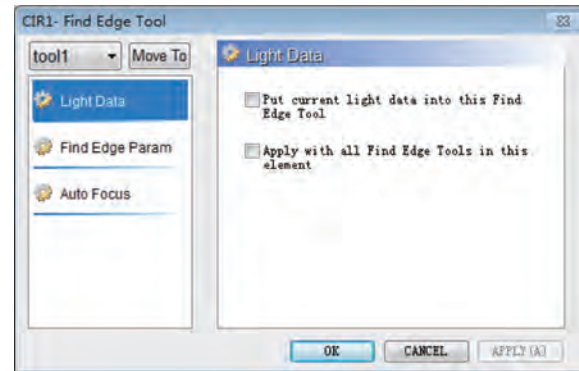 CIR1- Find Edge Tool
tool1 Move To
Light Data
Find Edge Param
Auto Focus
Light Data
Put current light data into this Find
Edge Tool
Apply with all Find Edge Tools in this
element
OK CANCEL APPLY(A)